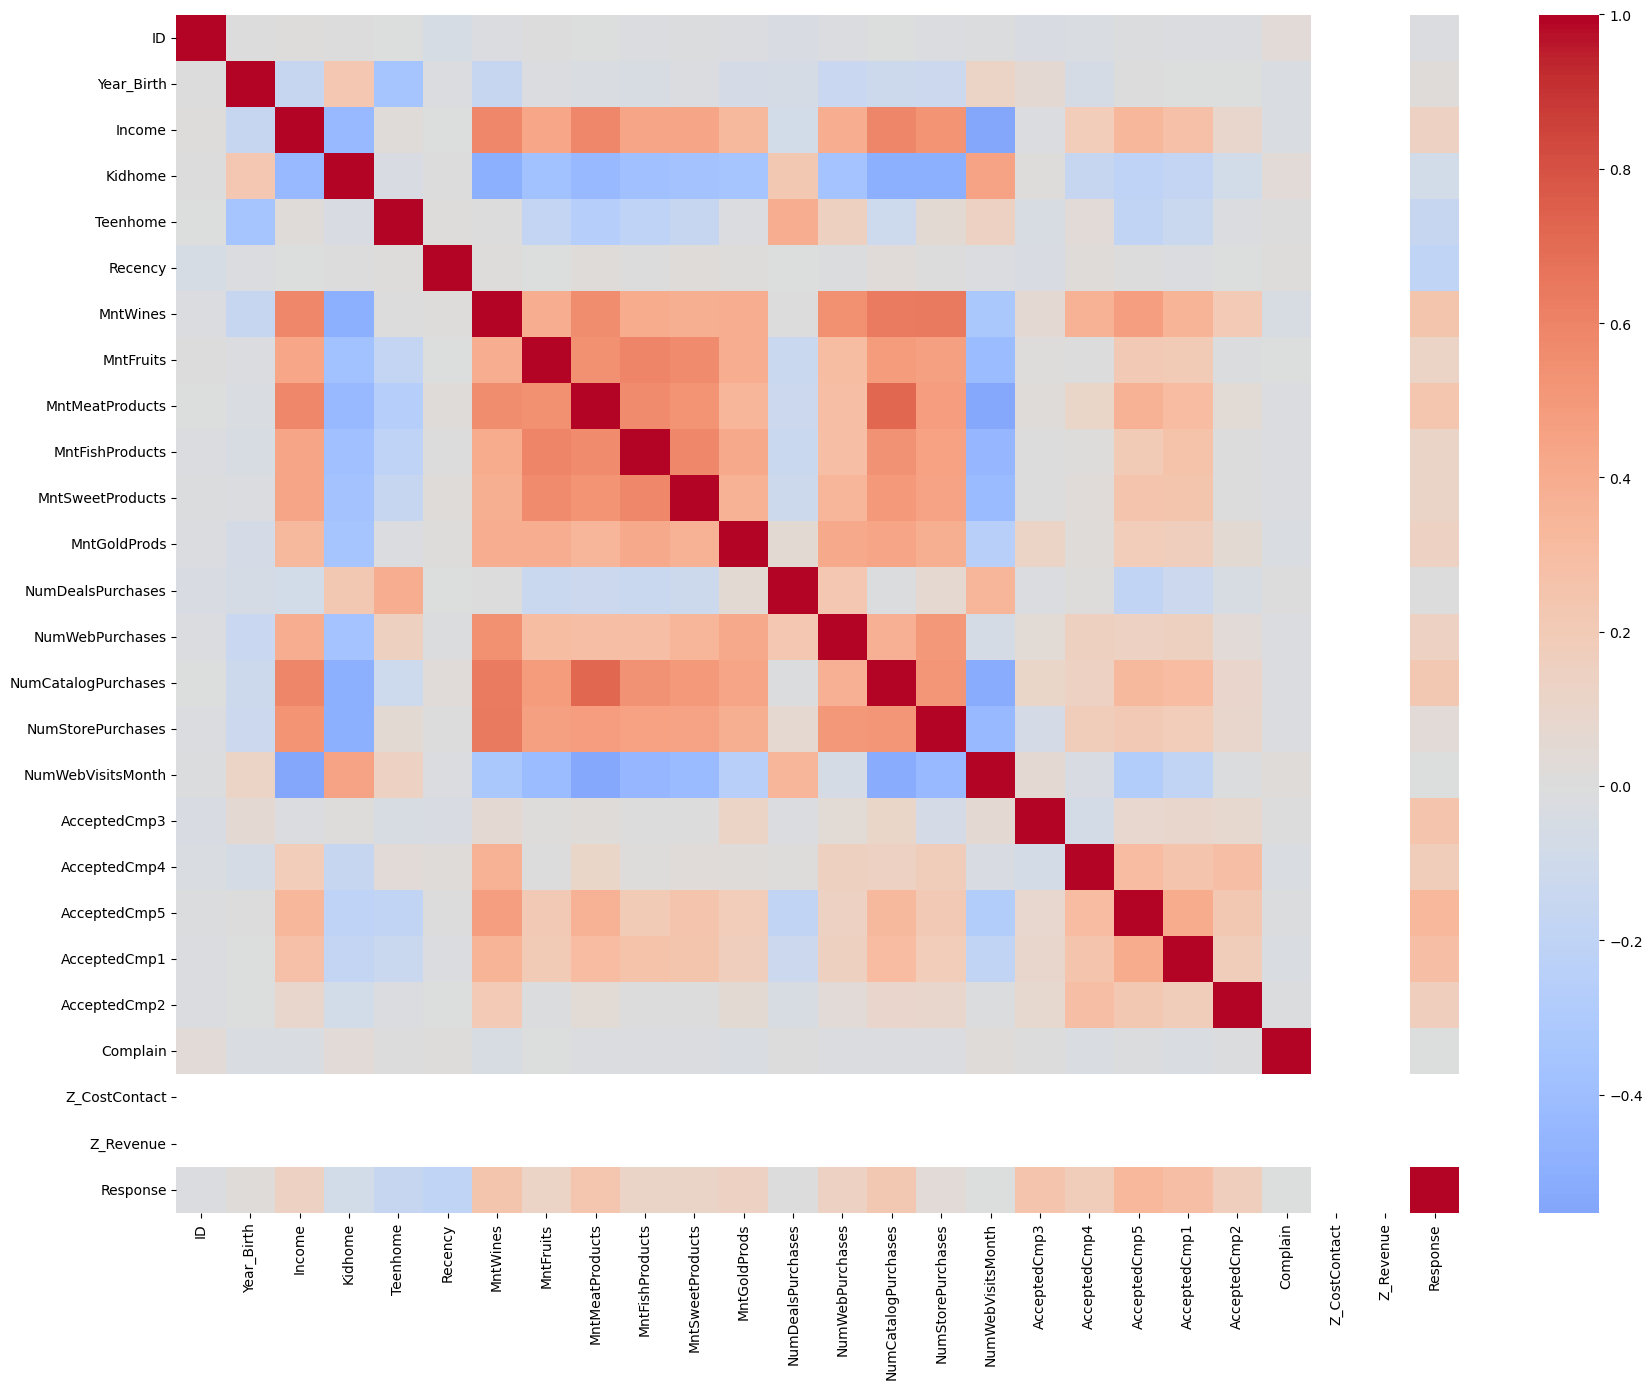 ID
Year_Birth
Income
Kidhome
Teenhome
Recency
MntWines
MntFruits
MntMeatProducts
MntFishProducts
MntSweetProducts
MntGoldProds
NumDealsPurchases
NumWebPurchases
NumCatalogPurchases
NumStorePurchases
NumWebVisitsMonth
AcceptedCmp3
AcceptedCmp4
AcceptedCmp5
AcceptedCmp1
AcceptedCmp2
Complain
Z_CostContact
Z_Revenue
Response
ID
Year_Birth
Income
Kidhome
Teenhome
Recency
MntWines
MntFruits
MntMeatProducts
MntFishProducts
MntSweetProducts
MntGoldProds
NumDealsPurchases
NumWebPurchases
NumCatalogPurchases
NumStorePurchases
NumWebVisitsMonth
AcceptedCmp3
AcceptedCmp4
AcceptedCmp5
AcceptedCmp1
AcceptedCmp2
Complain
Z_CostContact
Z_Revenue
Response
1.0
0.8
0.6
0.4
0.2
0.0
−0.2
−0.4